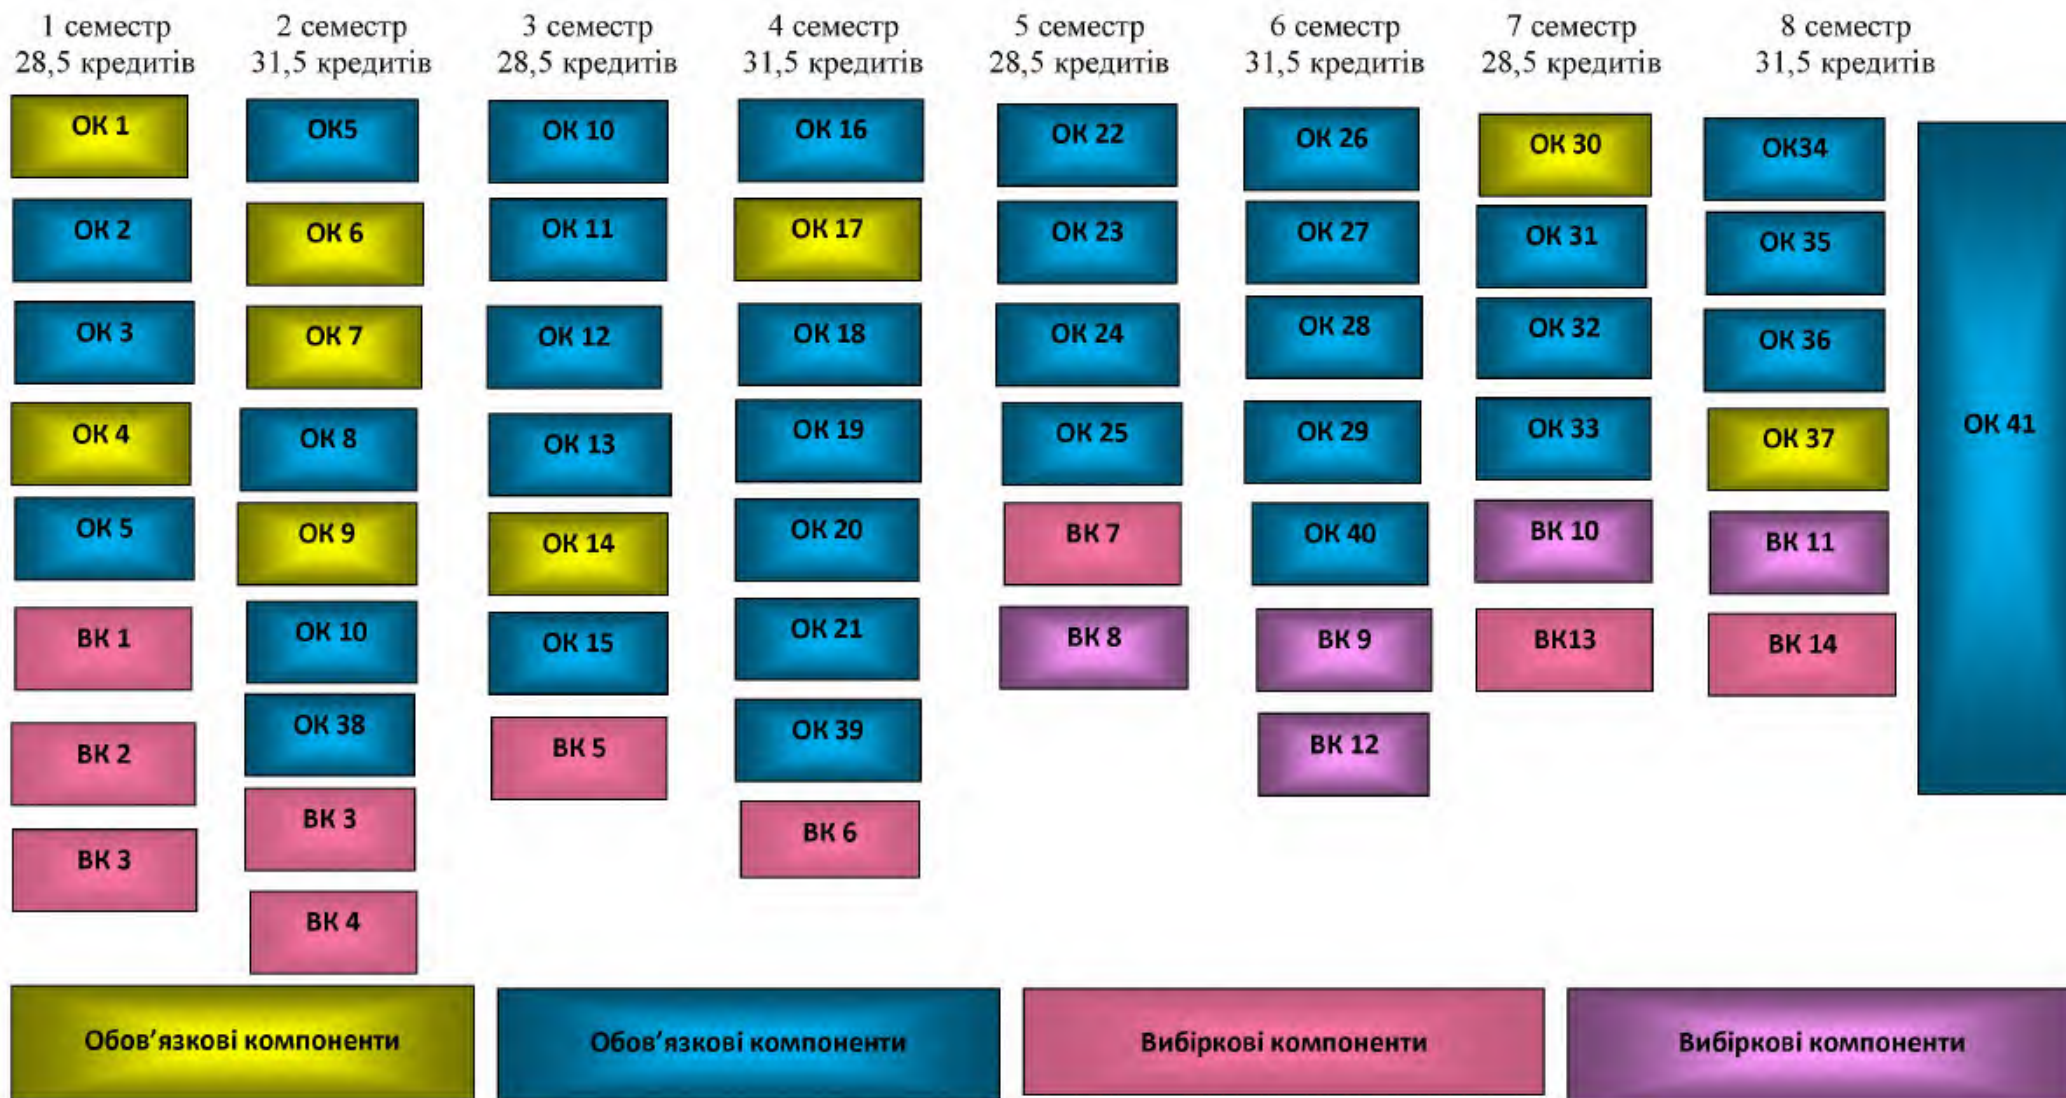 1 семестр
28,5 кредитів
2 семестр
31,5 кредитів
3 семестр
28,5 кредитів
4 семестр
31,5 кредитів
5 семестр
28,5 кредитів
6 семестр
31,5 кредитів
7 семестр
28,5 кредитів
8 семестр
31,5 кредитів
ОК 1
ОК 2
ОК 3
ОК 4
ОК 5
ВК 1
ВК 2
ВК 3
ОК5
ОК 6
ОК 7
ОК 8
ОК 9
ОК 10
ОК 38
ВК 3
ВК 4
ОК 10
ОК 11
ОК 12
ОК 13
ОК 14
ОК 15
ВК 5
ОК 16
ОК 17
ОК 18
ОК 19
ОК 20
ОК 21
ОК 39
ВК 6
ОК 22
ОК 23
ОК 24
ОК 25
ВК 7
ВК 8
ОК 26
ОК 27
ОК 28
ОК 29
ОК 40
ВК 9
ВК 12
ОК 30
ОК 31
ОК 32
ОК 33
ВК 10
ВК13
ОК34
ОК 35
ОК 36
ОК 37
ВК 11
ВК 14
ОК 41
Обов’язкові компоненти
Обов’язкові компоненти
Вибіркові компоненти
Вибіркові компоненти